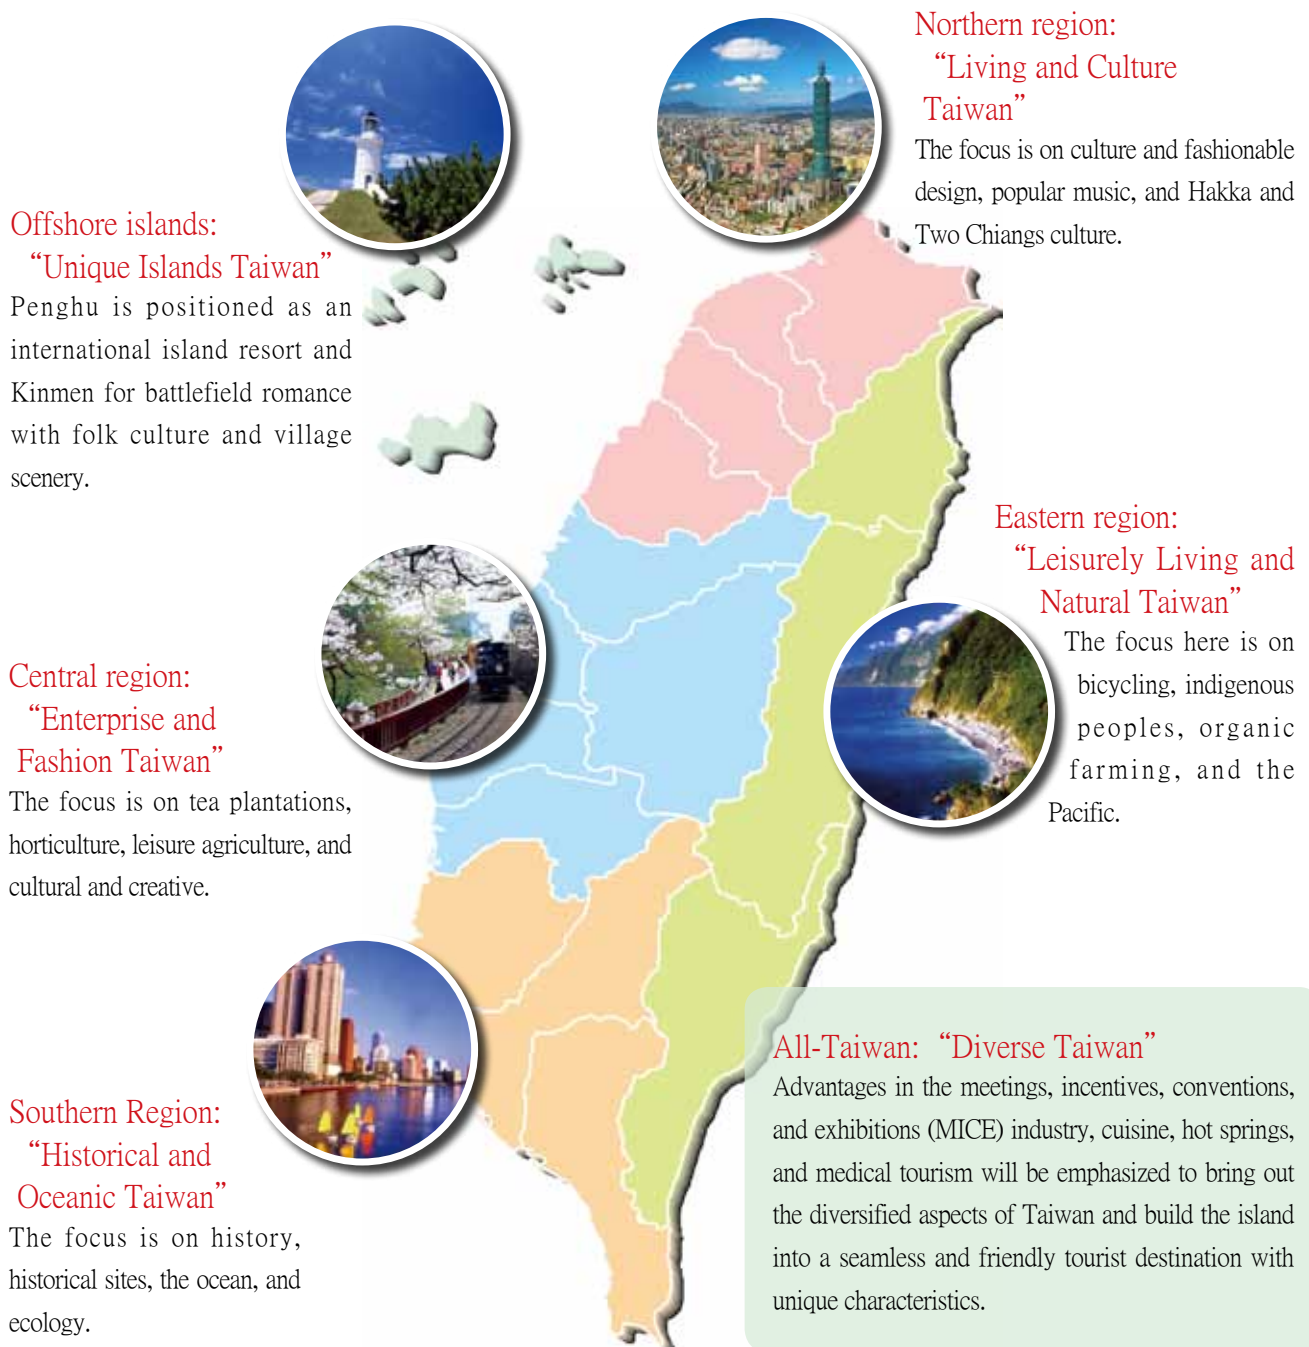 Northern region:
“Living and Culture
Taiwan”
The focus is on culture and fashionable
design, popular music, and Hakka and
Two Chiangs culture.
Offshore islands:
“Unique Islands Taiwan”
Penghu is positioned as an
international island resort and
Kinmen for battlefield romance
with folk culture and village
scenery.
Eastern region:
“Leisurely Living and
Natural Taiwan”
The focus here is on
bicycling, indigenous
peoples, organic
farming, and the
Pacific.
Central region:
“Enterprise and
Fashion Taiwan”
The focus is on tea plantations,
horticulture, leisure agriculture, and
cultural and creative.
Southern Region:
“Historical and
Oceanic Taiwan”
The focus is on history,
historical sites, the ocean, and
ecology.
All-Taiwan: “Diverse Taiwan”
Advantages in the meetings, incentives, conventions,
and exhibitions (MICE) industry, cuisine, hot springs,
and medical tourism will be emphasized to bring out
the diversified aspects of Taiwan and build the island
into a seamless and friendly tourist destination with
unique characteristics.